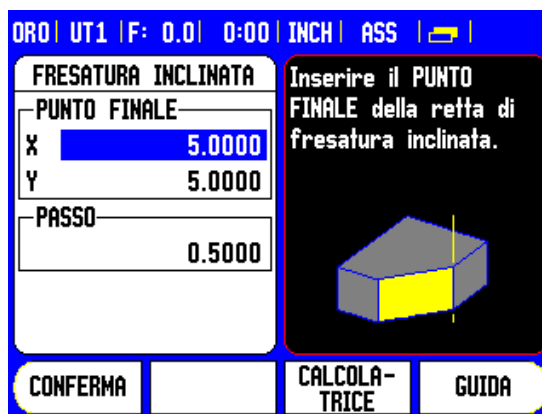 ORO| UT1 |F: 0.0| 0:00| INCH| ASS | |
FRESATURA INCLINATA
PUNTO FINALE
X 5.0000
Y 5.0000
PASSO
0.5000
Inserire il PUNTO
FINALE della retta di
fresatura inclinata.
CONFERMA
CALCOLA-
TRICE
GUIDA